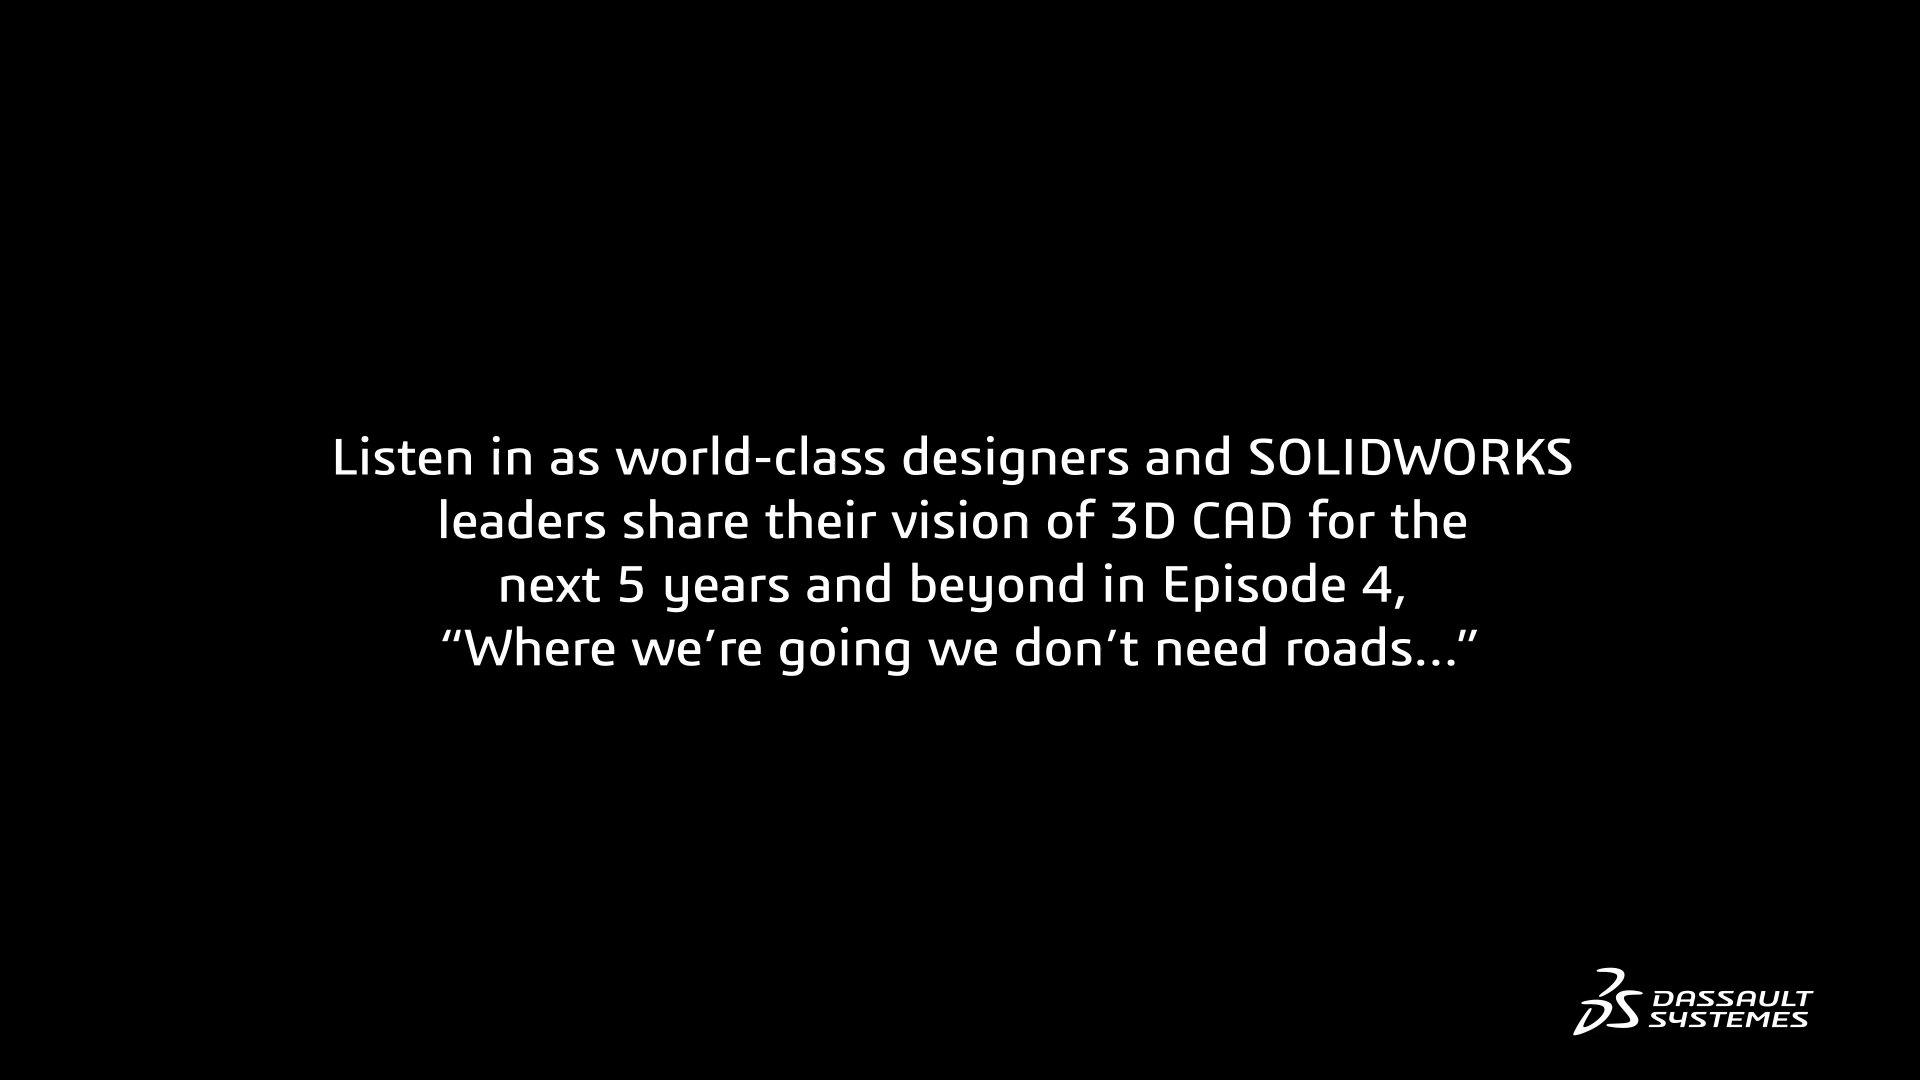 Listen in as world-class designers and SOLIDWORKS
leaders share their vision of 3D CAD for the
next 5 years and beyond in Episode 4,
“Where we’re going we don’t need roads...”
3DS DASSAULT
SYSTEMES